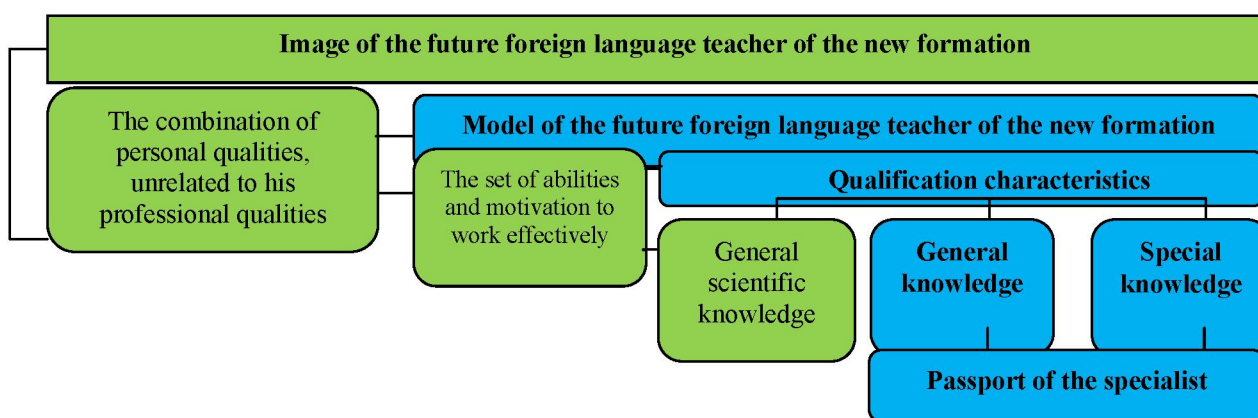 Image of the future foreign language teacher of the new formation
The combination of
personal qualities,
unrelated to his
professional qualities
Model of the future foreign language teacher of the new formation
The set of abilities
and motivation to
work effectively
Qualification characteristics
General
scientific
knowledge
General
knowledge
Special
knowledge
Passport of the specialist